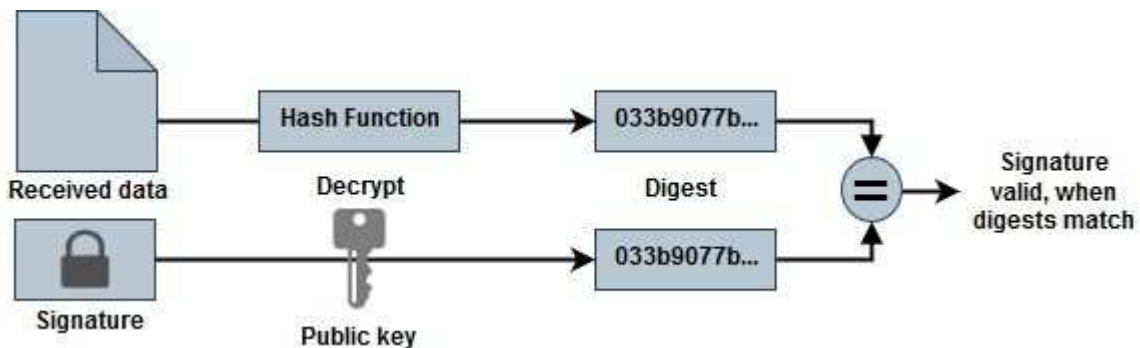 Hash Function
033b9077b...
Received data
Decrypt
Digest
Signature
valid, when
digests match
=
033b9077b...
Signature
Public key